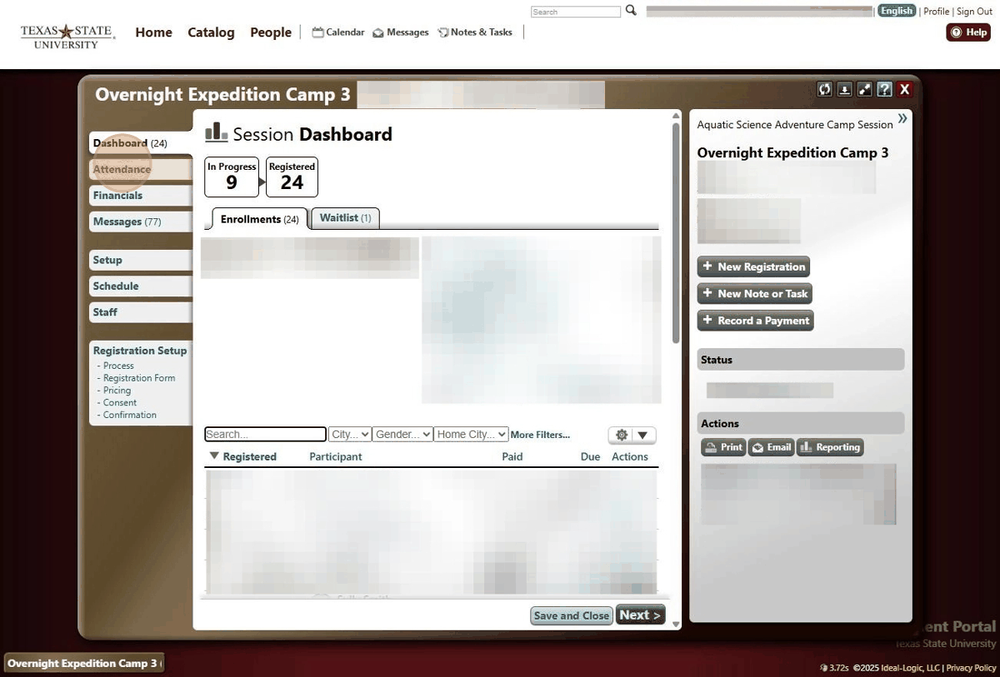 Search
English | Profile | Sign Out
TEXAS STATE
UNIVERSITY
Home Catalog People Calendar Messages Notes & Tasks
Help
Overnight Expedition Camp 3
Dashboard (24)
Attendance
Financials
Messages (77)
Setup
Schedule
Staff
Registration Setup
- Process
- Registration Form
- Pricing
- Consent
- Confirmation
Session Dashboard
In Progress
9
Registered
24
Enrollments (24)
Waitlist (1)
Search... City... Gender... Home City... More Filters...
Registered Participant Paid Due Actions
Save and Close Next >
Aquatic Science Adventure Camp Session
Overnight Expedition Camp 3
+ New Registration
+ New Note or Task
+ Record a Payment
Status
Actions
Print Email Reporting
Portal
Texas State University
Overnight Expedition Camp 3
3.72s ©2025 Ideal-Logic, LLC | Privacy Policy